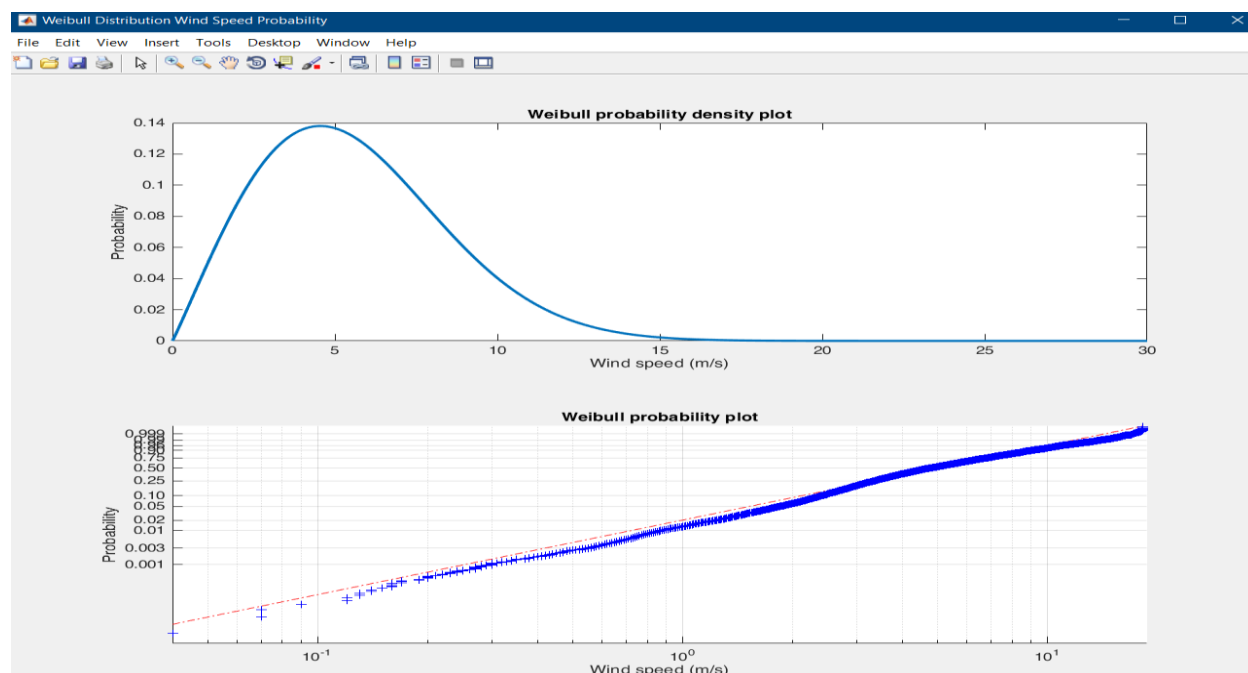 Weibull Distribution Wind Speed Probability
File Edit View Insert Tools Desktop Window Help
Weibull probability density plot
0.14
0.12
0.1
0.08
0.06
0.04
0.02
0
Probability
0 5 10 15 20 25 30
Wind speed (m/s)
Weibull probability plot
0.999
0.90
0.75
0.50
0.25
0.10
0.05
0.02
0.01
0.003
0.001
Probability
10-1 100 101
Wind speed (m/s)